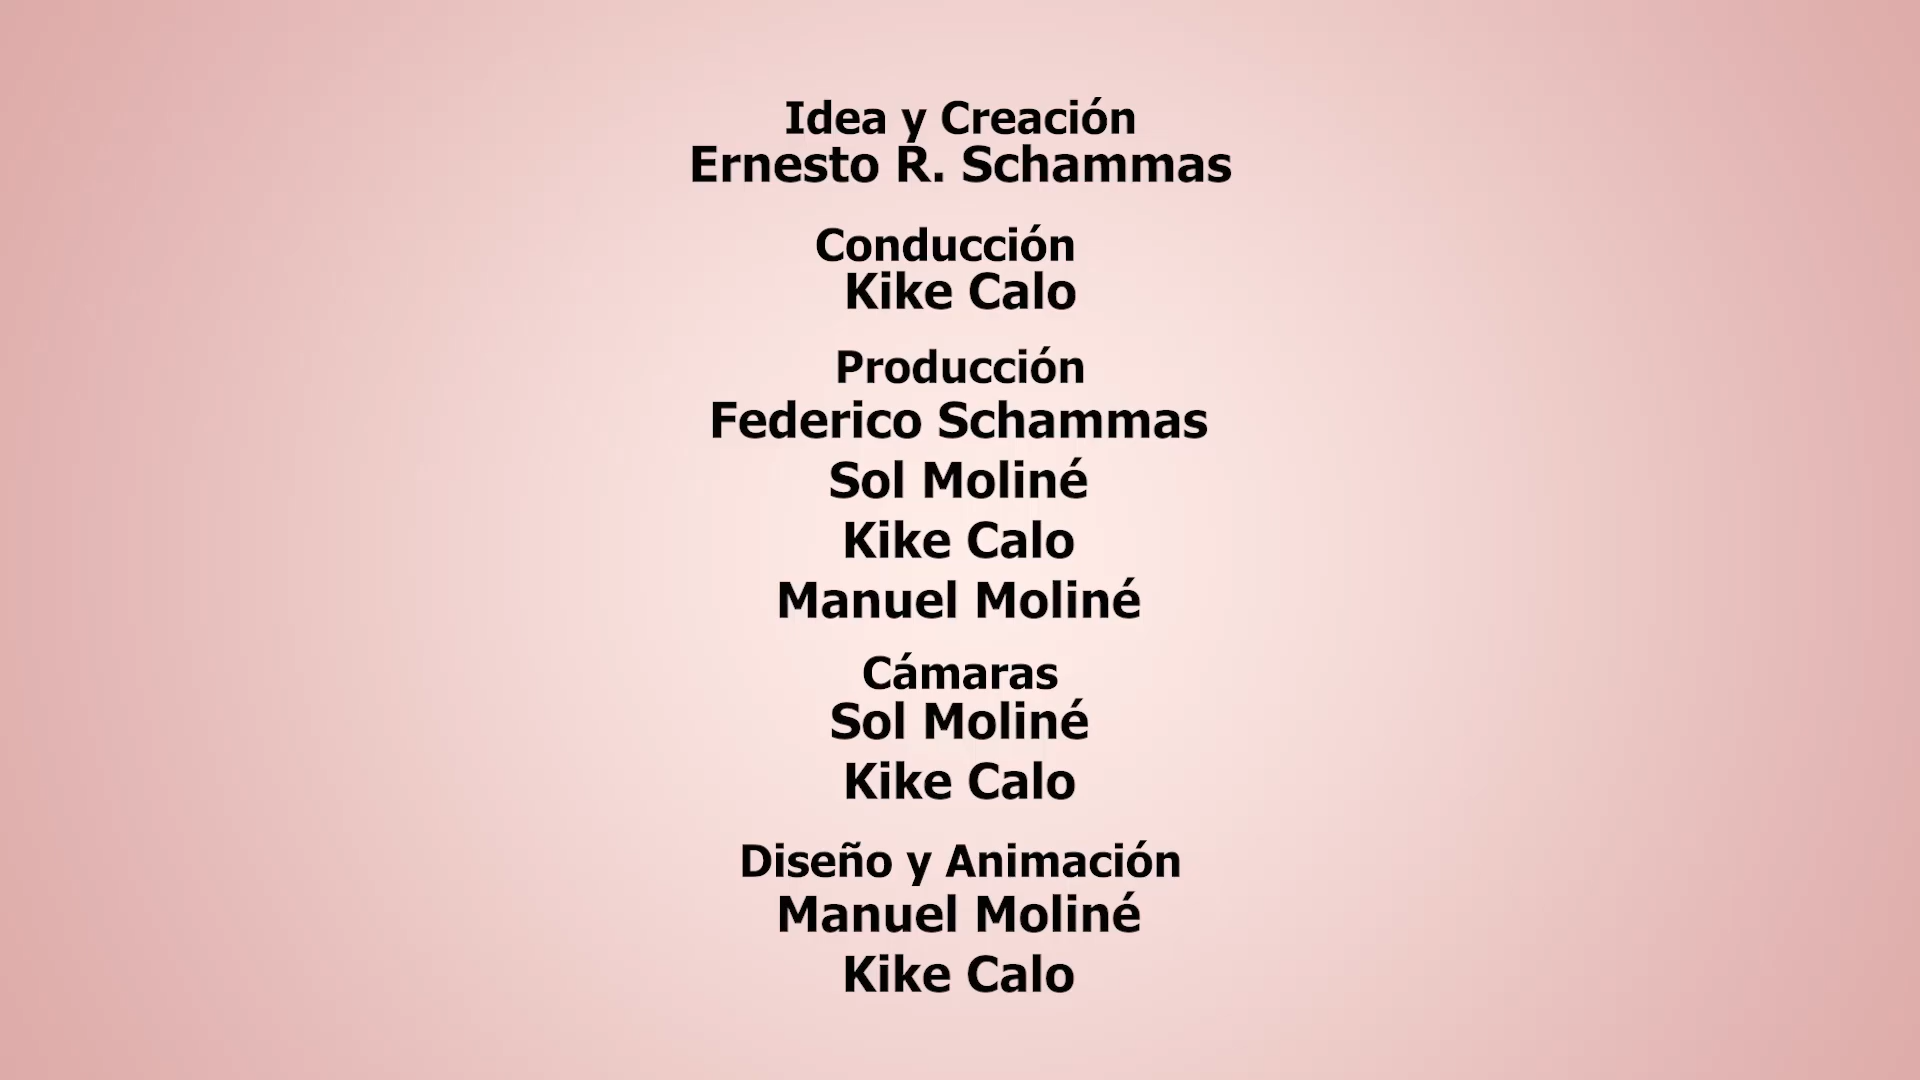 Idea y Creación
Ernesto R. Schammas
Conducción
Kike Calo
Producción
Federico Schammas
Sol Moliné
Kike Calo
Manuel Moliné
Cámaras
Sol Moliné
Kike Calo
Diseño y Animación
Manuel Moliné
Kike Calo